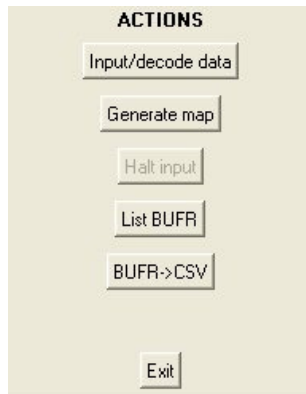 ACTIONS
Input/decode data
Generate map
Halt input
List BUFR
BUFR->CSV
Exit